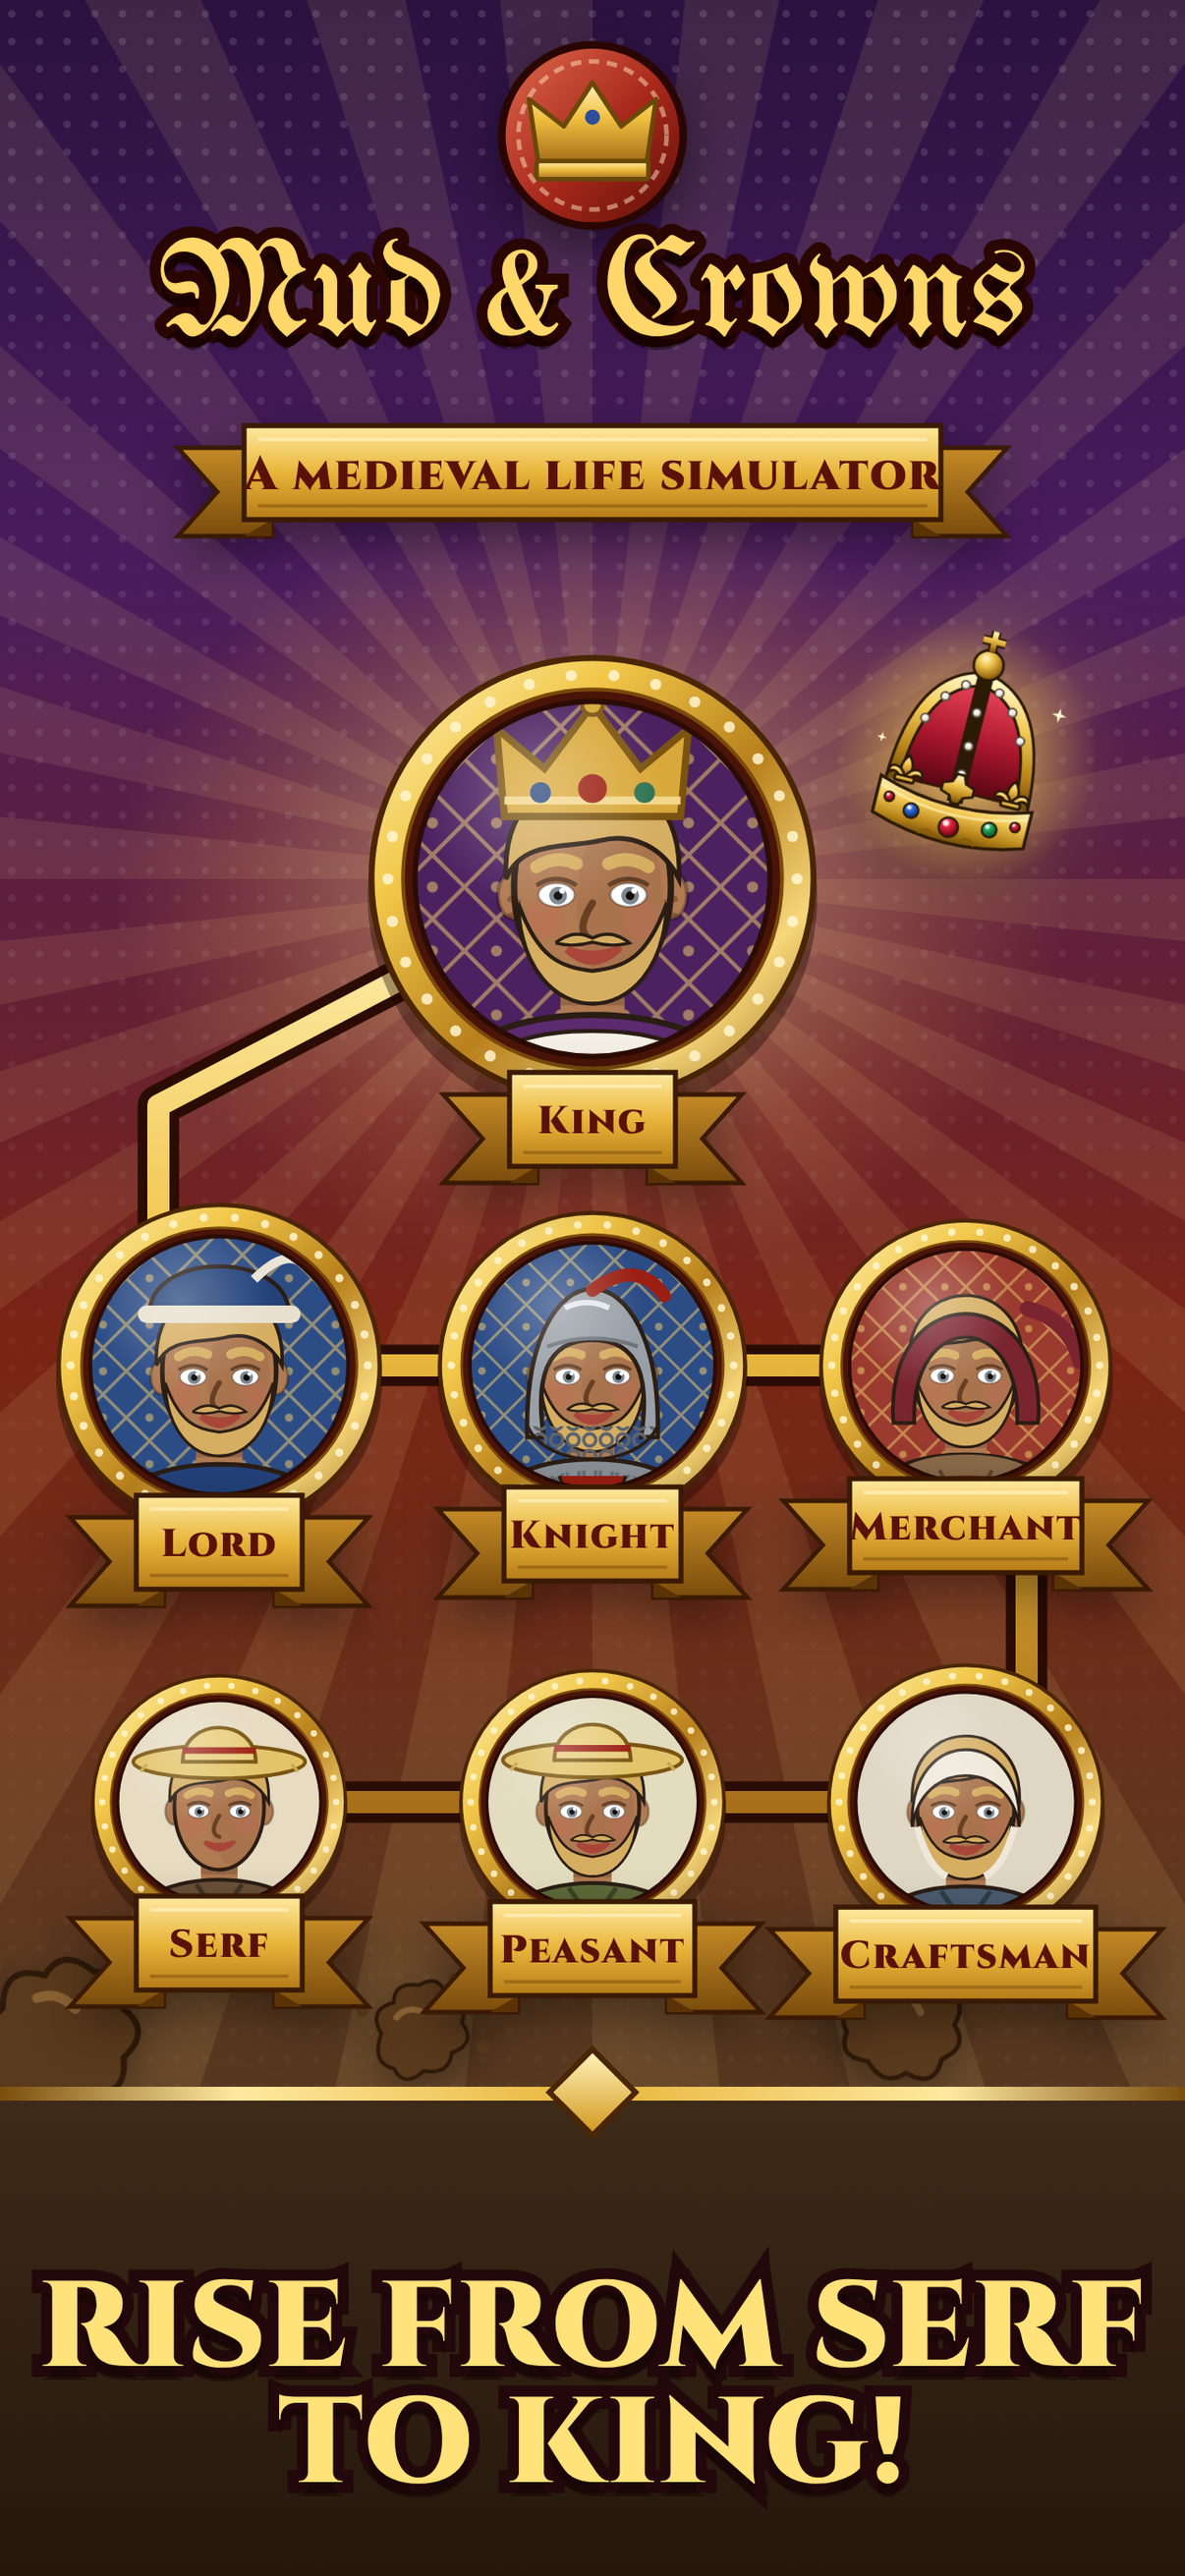 Mud & Crowns
A MEDIEVAL LIFE SIMULATOR
KING
LORD
KNIGHT
MERCHANT
SERF
PEASANT
CRAFTSMAN
RISE FROM SERF
TO KING!